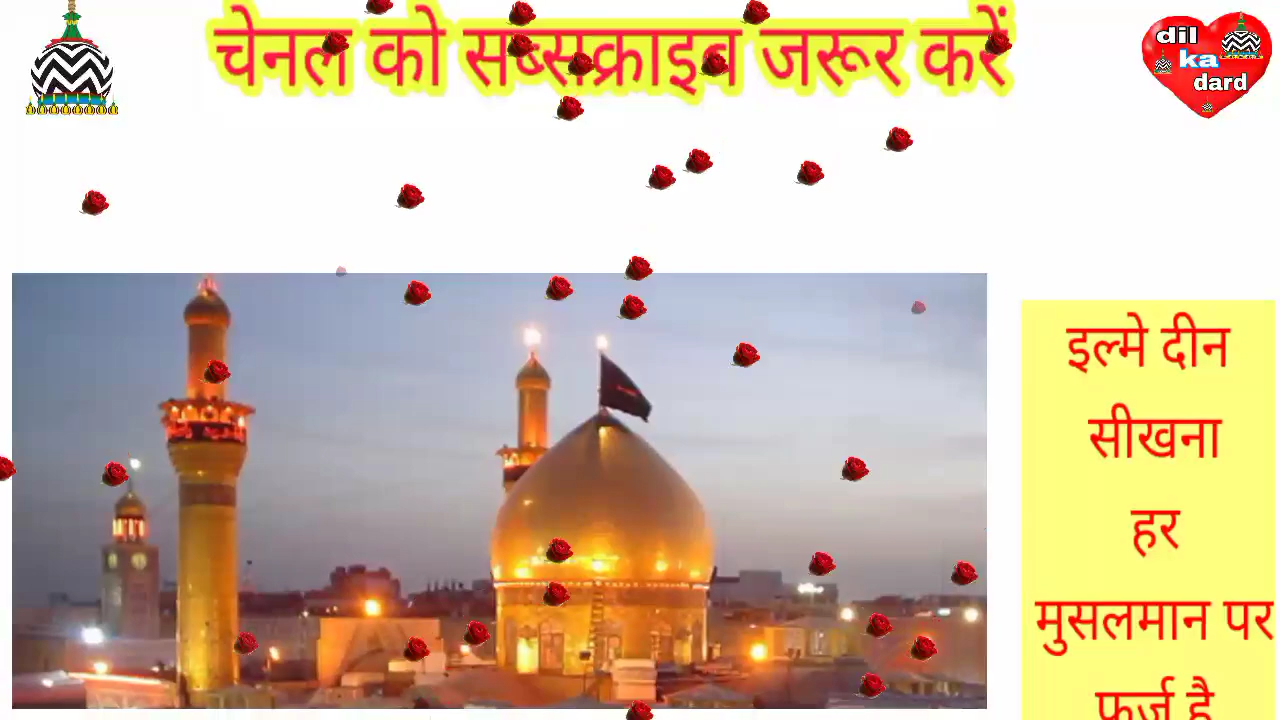 चेनल को सब्सक्राइब जरूर करें
dil
ka
dard
इल्मे दीन
सीखना
हर
मुसलमान पर
फर्ज है